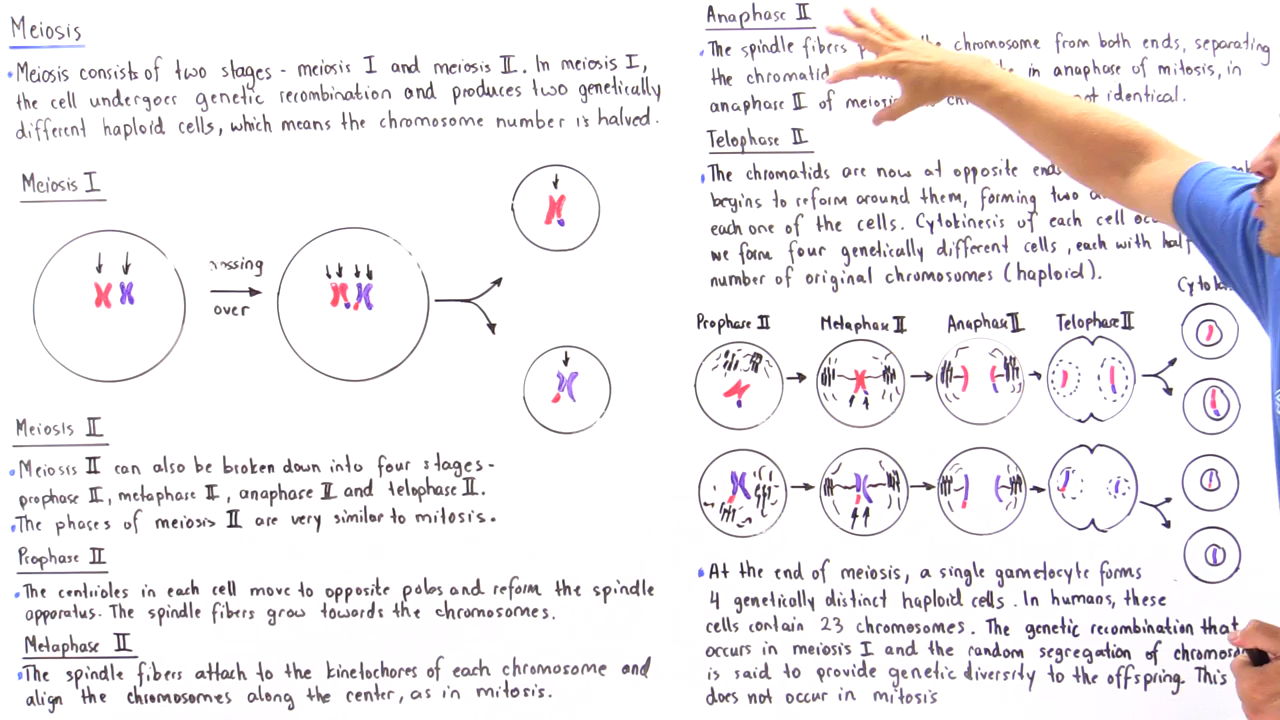 Meiosis
• Meiosis consists of two stages - meiosis I and meiosis II. In meiosis I,
the cell undergoes genetic recombination and produces two genetically
different haploid cells, which means the chromosome number is halved.
Meiosis I
over
Meiosis II
• Meiosis II can also be broken down into four stages -
prophase II, metaphase II, anaphase II and telophase II.
• The phases of meiosis II are very similar to mitosis.
Prophase II
• The centrioles in each cell move to opposite poles and reform the spindle
apparatus. The spindle fibers grow towards the chromosomes.
Metaphase II
• The spindle fibers attach to the kinetochores of each chromosome and
align the chromosomes along the center, as in mitosis.
Anaphase II
• The spindle fibers chromosome from both ends, separating
the in anaphase of mitosis, in
anaphase II of not identical.
Telophase II
• The chromatids are now at opposite
begins to reform around them, forming two
each one of the cells. Cytokinesis of each cell
we form four genetically different cells, each with half
number of original chromosomes (haploid).
Prophase II
Metaphase II
Anaphase II
Telophase II
• At the end of meiosis, a single gametocyte forms
4 genetically distinct haploid cells. In humans, these
cells contain 23 chromosomes. The genetic recombination that
occurs in meiosis I and the random segregation of
is said to provide genetic diversity to the offspring. This
does not occur in mitosis